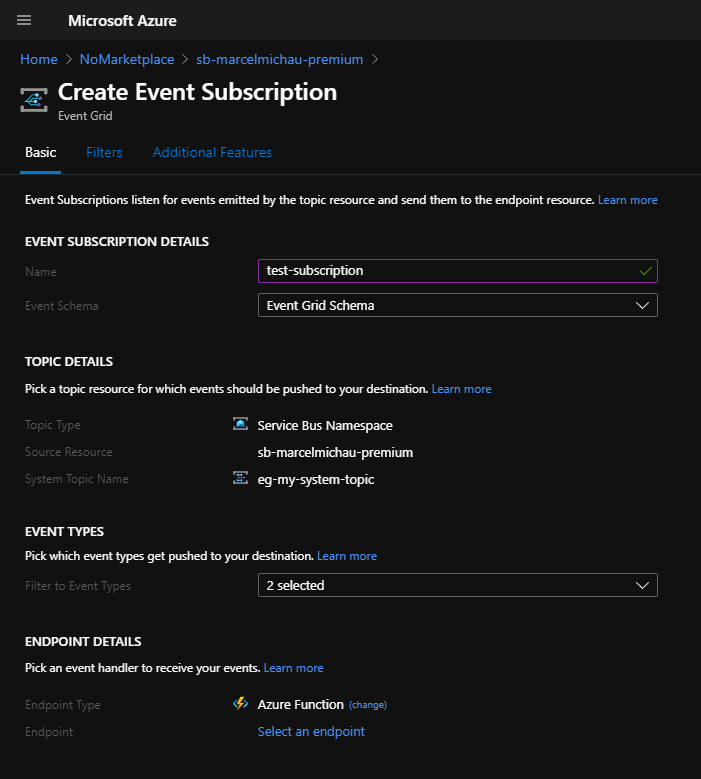 Microsoft Azure
Home > NoMarketplace > sb-marcelmichau-premium >
Create Event Subscription
Event Grid
Basic Filters Additional Features
Event Subscriptions listen for events emitted by the topic resource and send them to the endpoint resource. Learn more
EVENT SUBSCRIPTION DETAILS
Name test-subscription
Event Schema Event Grid Schema
TOPIC DETAILS
Pick a topic resource for which events should be pushed to your destination. Learn more
Topic Type Service Bus Namespace
Source Resource sb-marcelmichau-premium
System Topic Name eg-my-system-topic
EVENT TYPES
Pick which event types get pushed to your destination. Learn more
Filter to Event Types 2 selected
ENDPOINT DETAILS
Pick an event handler to receive your events. Learn more
Endpoint Type Azure Function (change)
Endpoint Select an endpoint